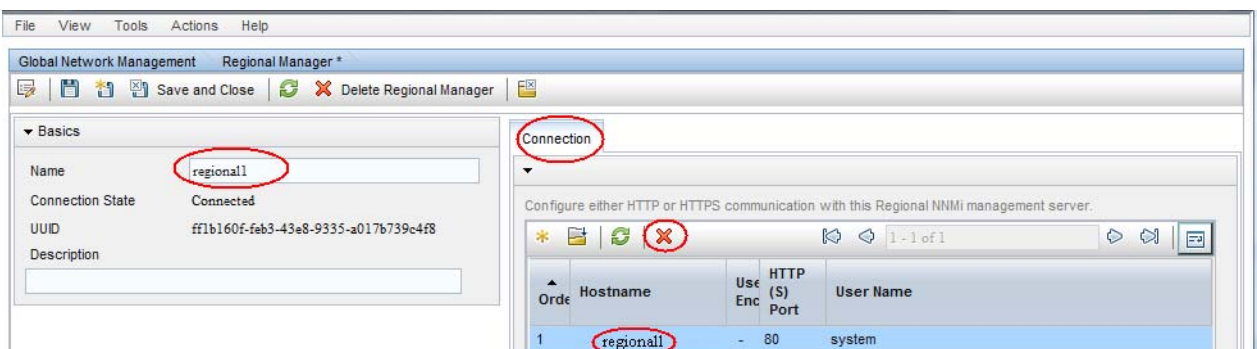 File View Tools Actions Help
Global Network Management Regional Manager *
Save and Close Delete Regional Manager
Basics
Name regional1
Connection State Connected
UUID ff1b160f-feb3-43e8-9335-a017b739c4f8
Description
Connection
Configure either HTTP or HTTPS communication with this Regional NNMi management server.
1 - 1 of 1
Orde Hostname Use Enc HTTP (S) Port User Name
1 regional1 - 80 system